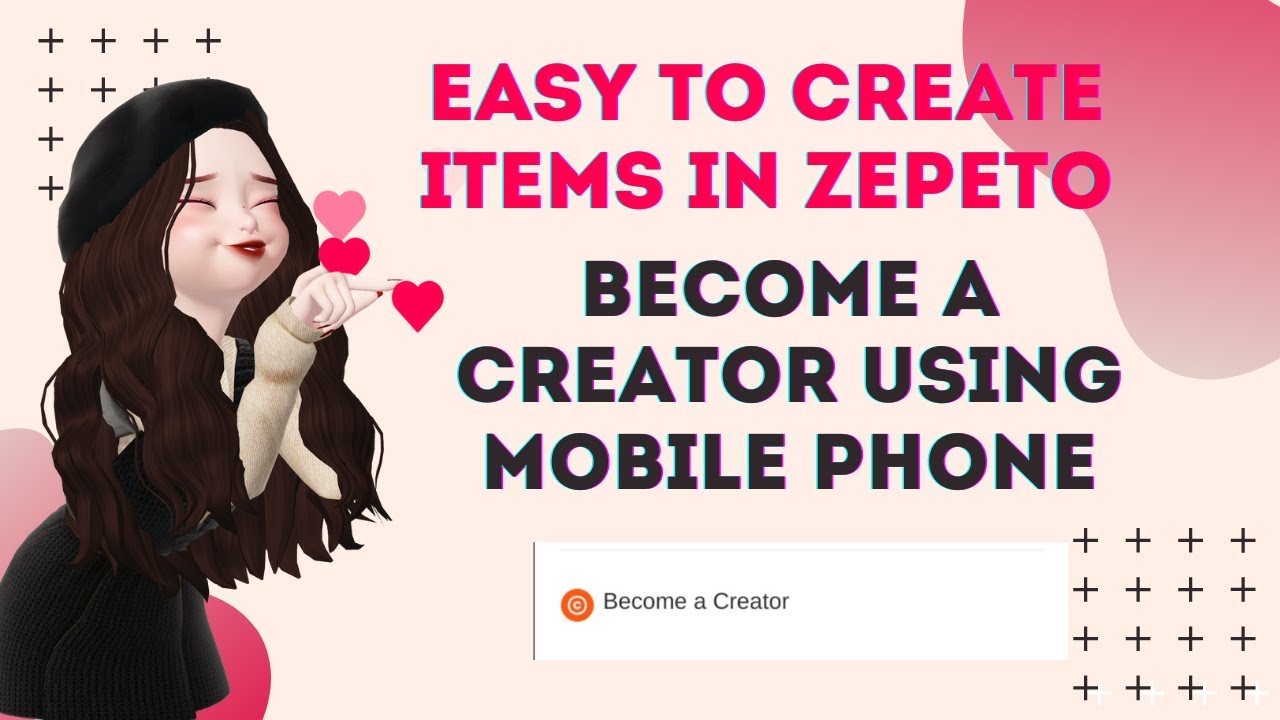 EASY TO CREATE
ITEMS IN ZEPETO
BECOME A
CREATOR USING
MOBILE PHONE
© Become a Creator